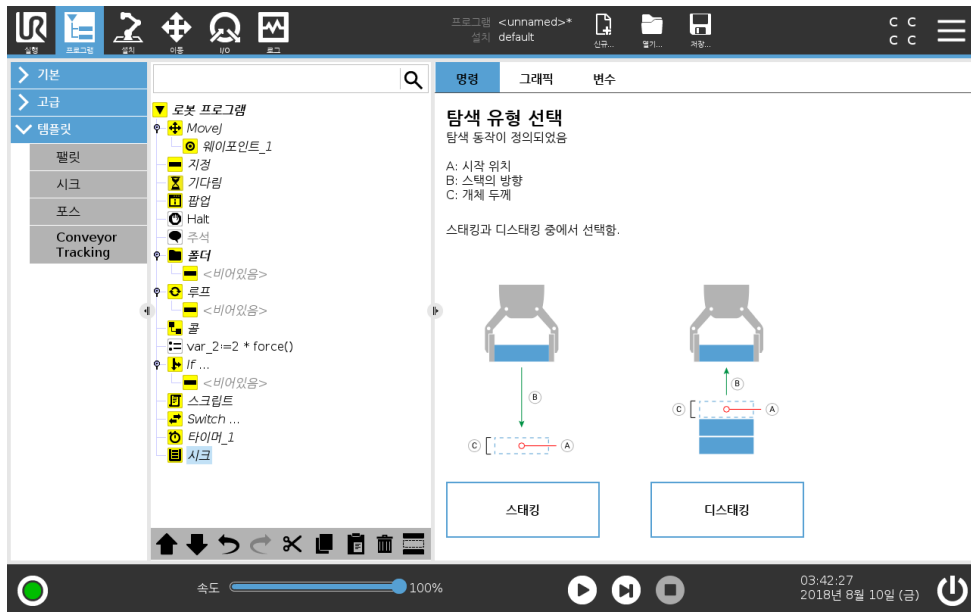 프로그램 <unnamed>*
설치 default
C C
C C
실행 프로그램 설치 이동 I/O 로그 신규... 열기... 저장...
기본
고급
템플릿
팰릿
시크
포스
Conveyor
Tracking
로봇 프로그램
MoveJ
웨이포인트_1
지정
기다림
팝업
Halt
주석
폴더
<비어있음>
루프
<비어있음>
콜
var_2:=2 * force()
If ...
<비어있음>
스크립트
Switch ...
타이머_1
시크
명령 그래픽 변수
탐색 유형 선택
탐색 동작이 정의되었음
A: 시작 위치
B: 스택의 방향
C: 개체 두께
스태킹과 디스태킹 중에서 선택함.
B
C A
B
C A
스태킹
디스태킹
속도 100%
03:42:27
2018년 8월 10일 (금)